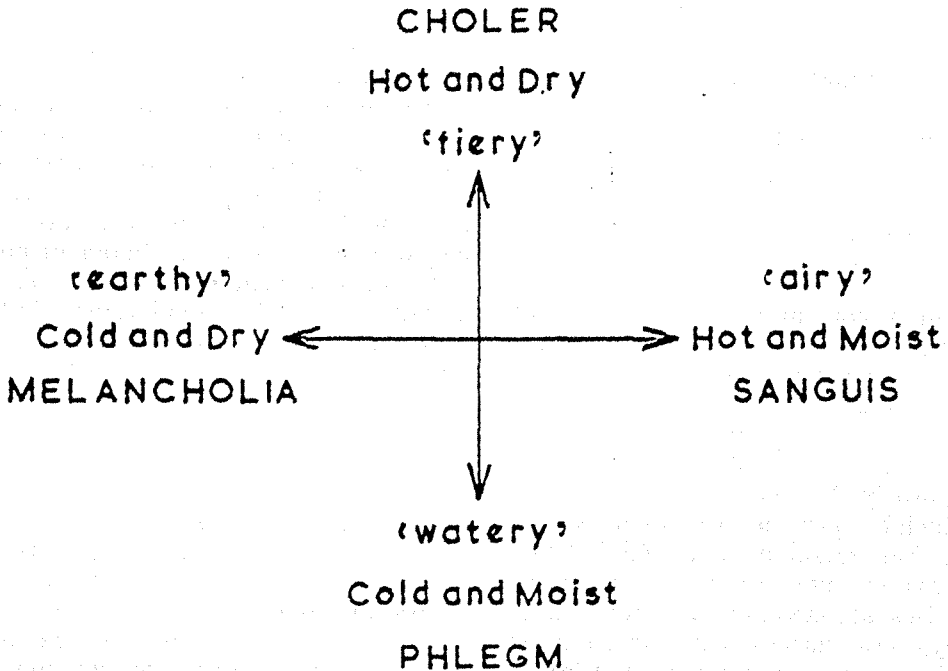 CHOLER
Hot and Dry
‘fiery’
‘earthy’
Cold and Dry
MELANCHOLIA
‘airy’
Hot and Moist
SANGUIS
‘watery’
Cold and Moist
PHLEGM